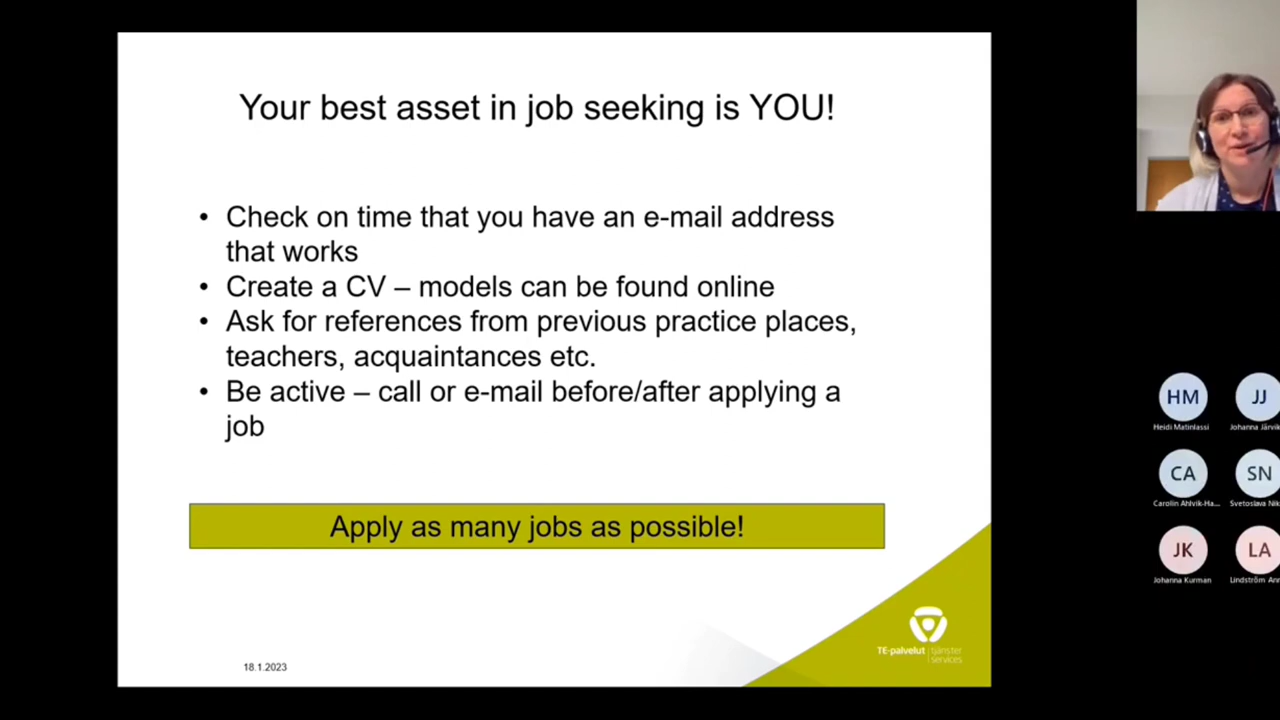 Your best asset in job seeking is YOU!
• Check on time that you have an e-mail address
that works
• Create a CV – models can be found online
• Ask for references from previous practice places,
teachers, acquaintances etc.
• Be active – call or e-mail before/after applying a
job
Apply as many jobs as possible!
18.1.2023
TE-palvelut
tjänster
services
HM
JJ
Heidi Matinlassi
Johanna Järvik
CA
SN
Carolin Ahlvik-Ha...
Svetoslava Nik
JK
LA
Johanna Kurman
Lindström Ann